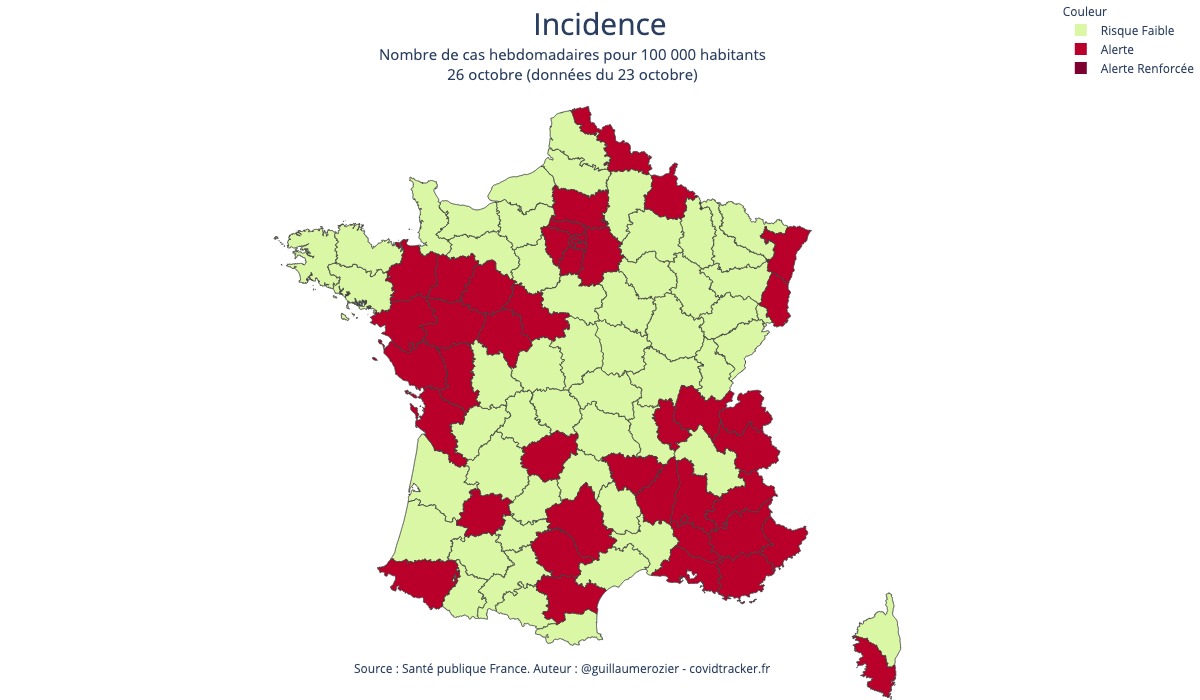 Incidence
Nombre de cas hebdomadaires pour 100 000 habitants
26 octobre (données du 23 octobre)
Couleur
Risque Faible
Alerte
Alerte Renforcée
Source : Santé publique France. Auteur : @guillaumerozier - covidtracker.fr